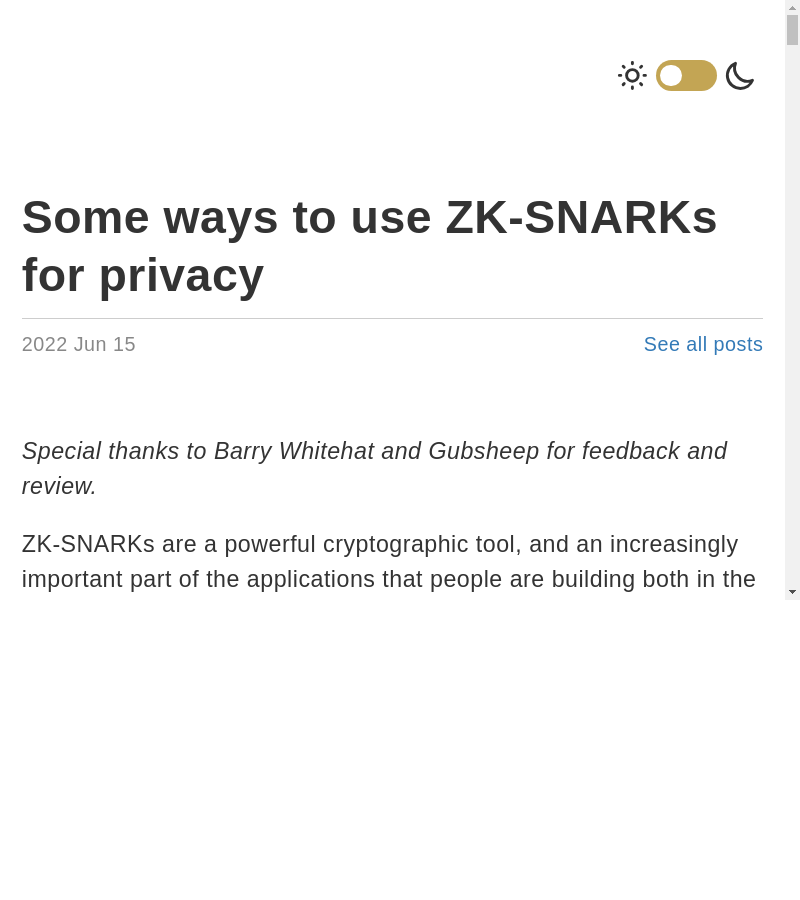 Some ways to use ZK-SNARKs
for privacy
2022 Jun 15
See all posts
Special thanks to Barry Whitehat and Gubsheep for feedback and
review.
ZK-SNARKs are a powerful cryptographic tool, and an increasingly
important part of the applications that people are building both in the